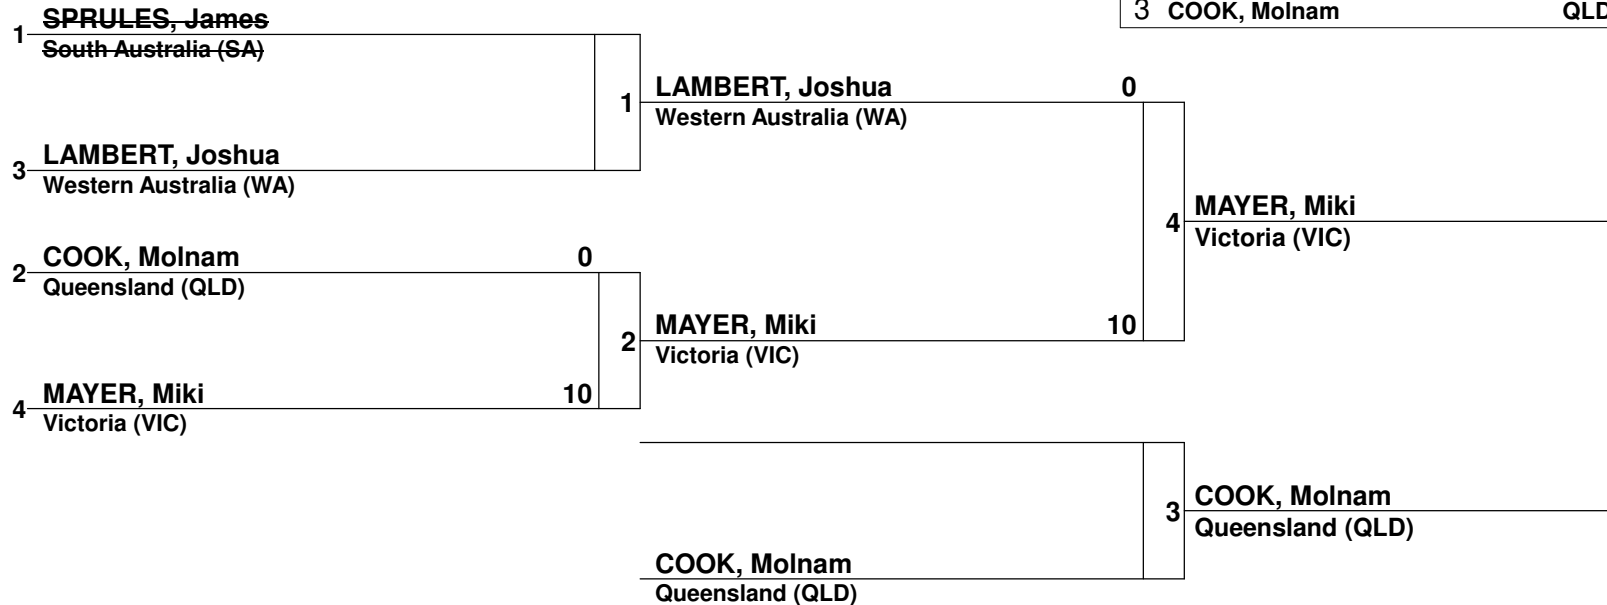 3 COOK, Molnam QLD
1 SPRULES, James
South Australia (SA)
1 LAMBERT, Joshua 0
Western Australia (WA)
3 LAMBERT, Joshua
Western Australia (WA)
4 MAYER, Miki
Victoria (VIC)
2 COOK, Molnam 0
Queensland (QLD)
2 MAYER, Miki 10
Victoria (VIC)
4 MAYER, Miki 10
Victoria (VIC)
3 COOK, Molnam
Queensland (QLD)
COOK, Molnam
Queensland (QLD)